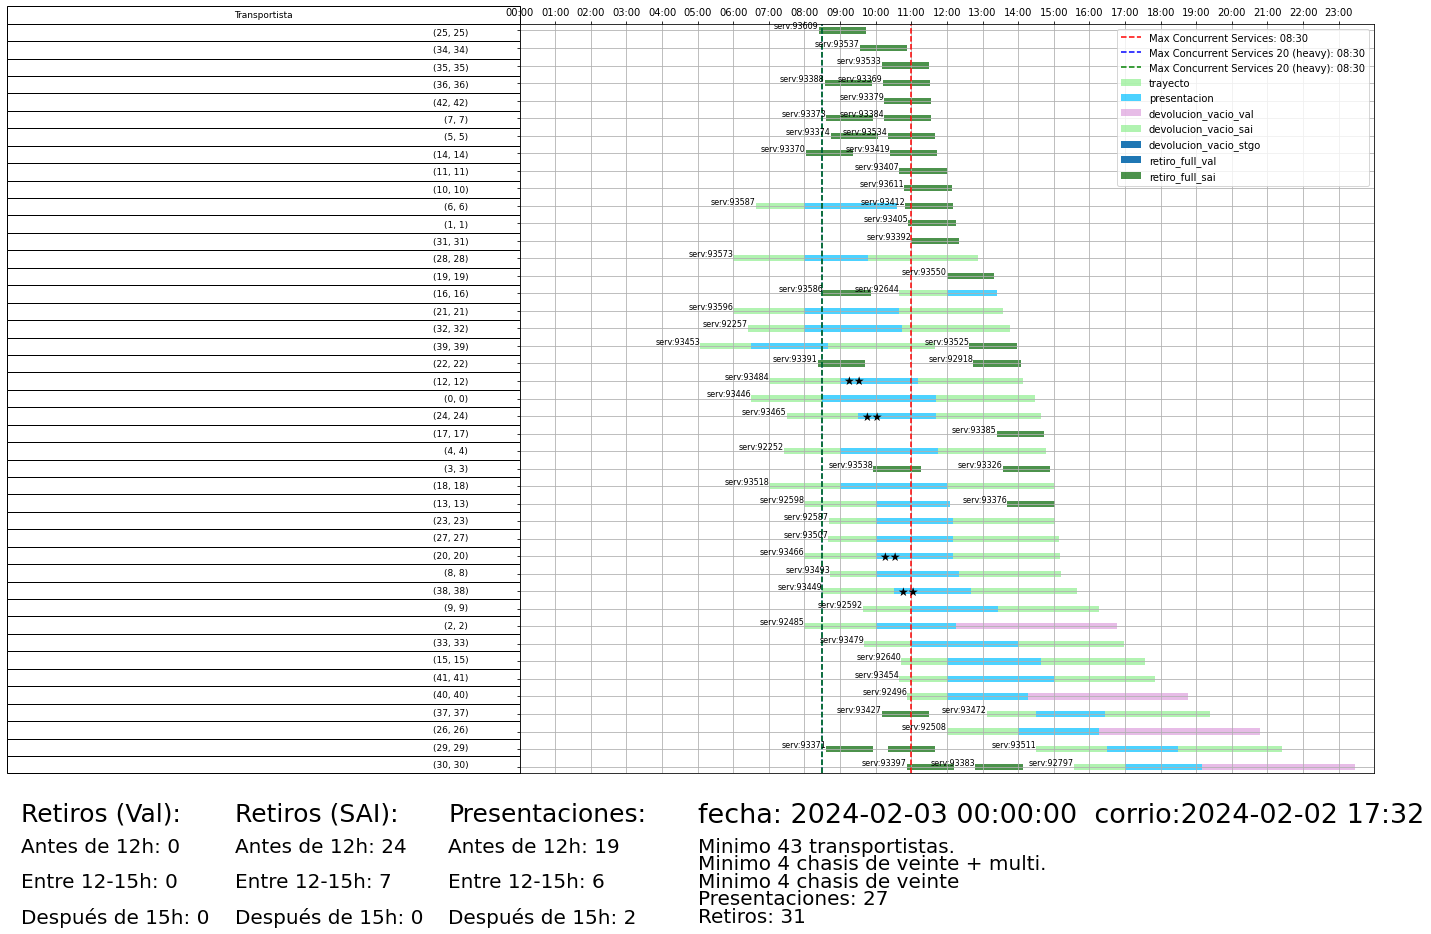 Transportista
00:00 01:00 02:00 03:00 04:00 05:00 06:00 07:00 08:00 09:00 10:00 11:00 12:00 13:00 14:00 15:00 16:00 17:00 18:00 19:00 20:00 21:00 22:00 23:00
Max Concurrent Services: 08:30
Max Concurrent Services 20 (heavy): 08:30
Max Concurrent Services 20 (heavy): 08:30
trayecto
presentacion
devolucion_vacio_val
devolucion_vacio_sai
devolucion_vacio_stgo
retiro_full_val
retiro_full_sai
(25, 25) serv:93609
(34, 34) serv:93537
(35, 35) serv:93533
(36, 36) serv:93388 serv:93369
(42, 42) serv:93379
(7, 7) serv:93373 serv:93384
(5, 5) serv:93374 serv:93534
(14, 14) serv:93370 serv:93419
(11, 11) serv:93407
(10, 10) serv:93611
(6, 6) serv:93587 serv:93412
(1, 1) serv:93405
(31, 31) serv:93392
(28, 28) serv:93573
(19, 19) serv:93550
(16, 16) serv:93586 serv:92644
(21, 21) serv:93596
(32, 32) serv:92257
(39, 39) serv:93453 serv:93525
(22, 22) serv:93391 serv:92918
(12, 12) serv:93484
(0, 0) serv:93446
(24, 24) serv:93465
(17, 17) serv:93385
(4, 4) serv:92252
(3, 3) serv:93538 serv:93326
(18, 18) serv:93518
(13, 13) serv:92598 serv:93376
(23, 23) serv:92587
(27, 27) serv:93507
(20, 20) serv:93466
(8, 8) serv:93493
(38, 38) serv:93449
(9, 9) serv:92592
(2, 2) serv:92485
(33, 33) serv:93479
(15, 15) serv:92640
(41, 41) serv:93454
(40, 40) serv:92496
(37, 37) serv:93427 serv:93472
(26, 26) serv:92508
(29, 29) serv:93371 serv:93511
(30, 30) serv:93397 serv:93383 serv:92797
Retiros (Val):
Antes de 12h: 0
Entre 12-15h: 0
Después de 15h: 0
Retiros (SAI):
Antes de 12h: 24
Entre 12-15h: 7
Después de 15h: 0
Presentaciones:
Antes de 12h: 19
Entre 12-15h: 6
Después de 15h: 2
fecha: 2024-02-03 00:00:00 corrio:2024-02-02 17:32
Minimo 43 transportistas.
Minimo 4 chasis de veinte + multi.
Minimo 4 chasis de veinte
Presentaciones: 27
Retiros: 31